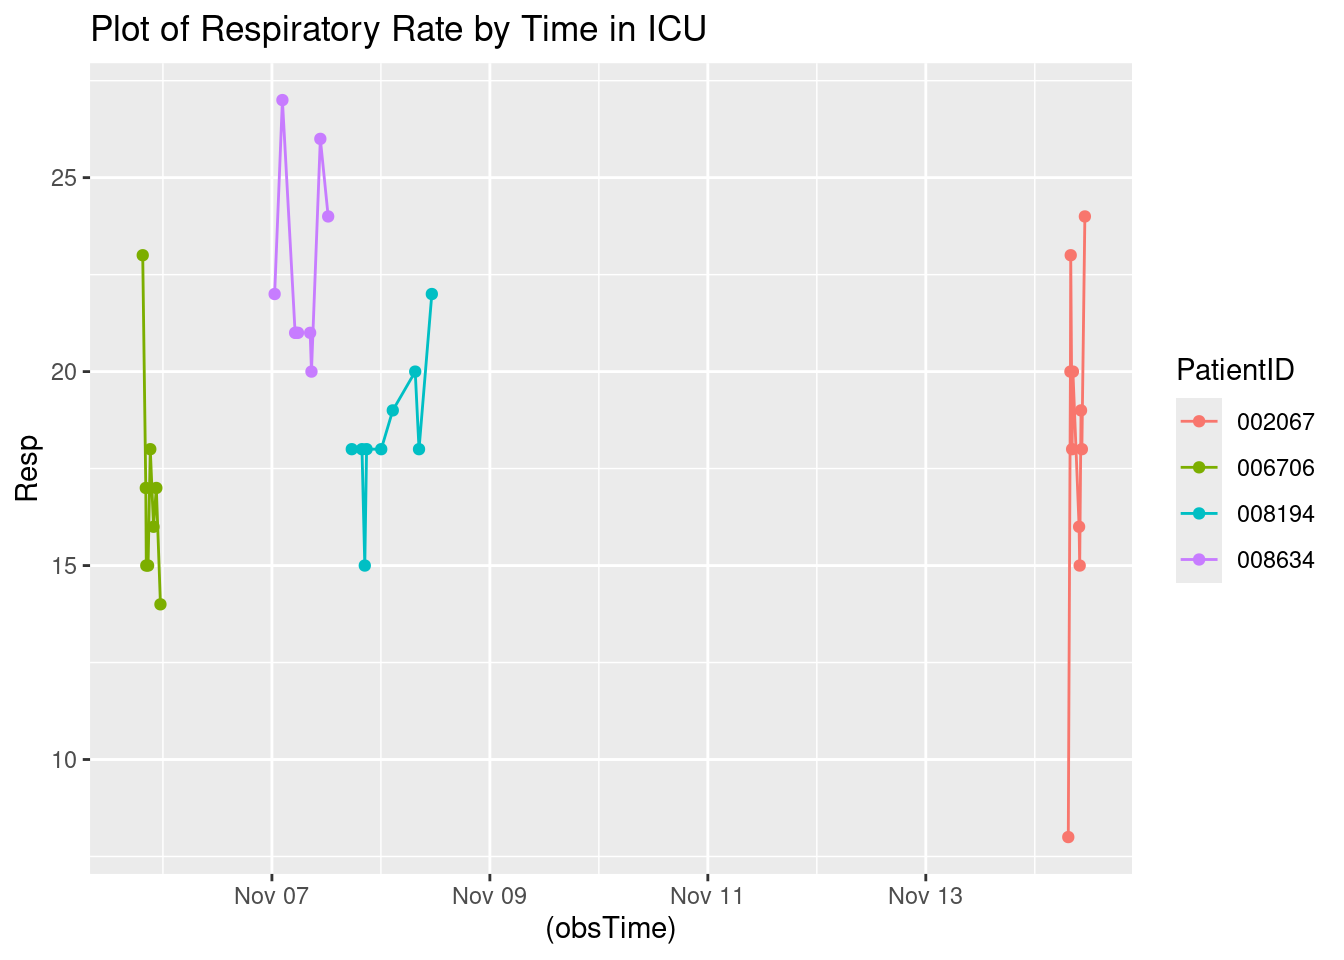 Plot of Respiratory Rate by Time in ICU
25
20
15
10
Resp
Nov 07
Nov 09
Nov 11
Nov 13
(obsTime)
PatientID
002067
006706
008194
008634